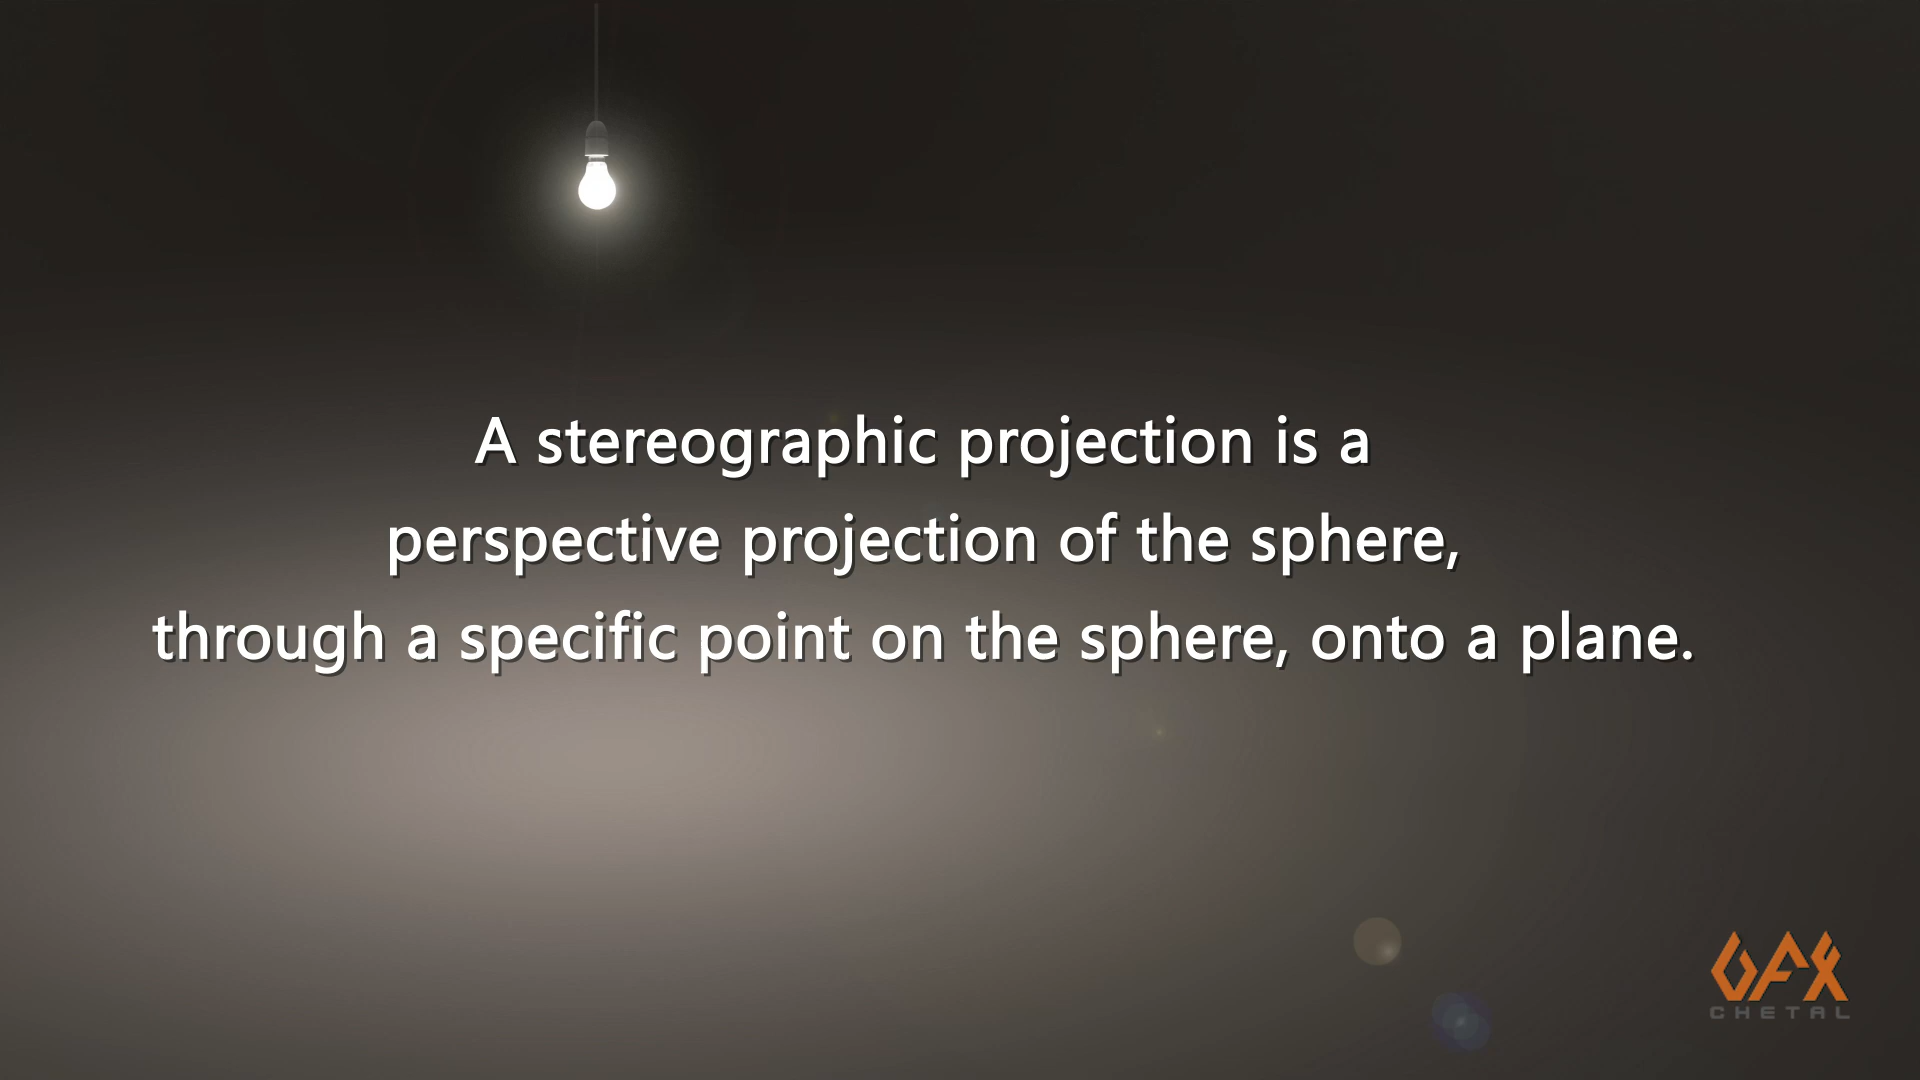 A stereographic projection is a
perspective projection of the sphere,
through a specific point on the sphere, onto a plane.
GFX
CHETAL